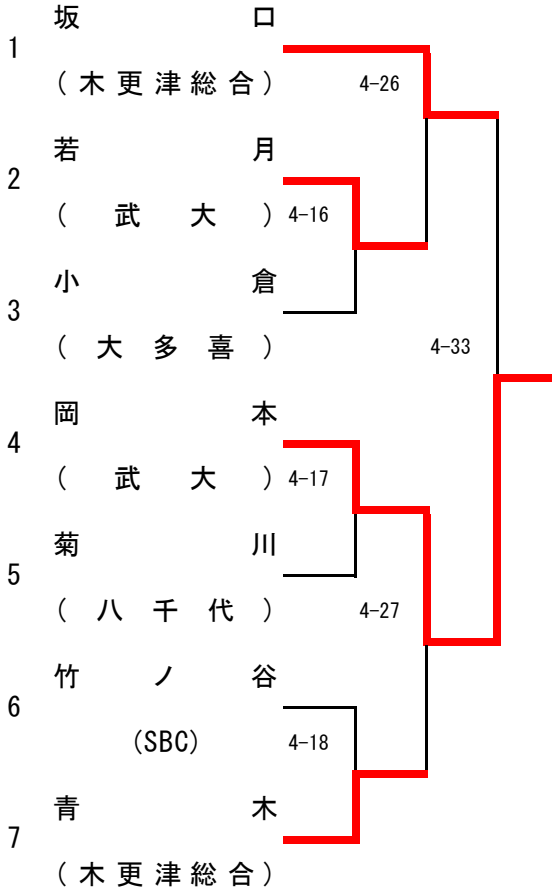 坂 口
1
(木更津総合)
4-26
若 月
2
( 武 大 )
4-16
小 倉
3
( 大 多 喜 )
4-33
岡 本
4
( 武 大 )
4-17
菊 川
5
( 八 千 代 )
4-27
竹 ノ 谷
6
(SBC)
4-18
青 木
7
(木更津総合)